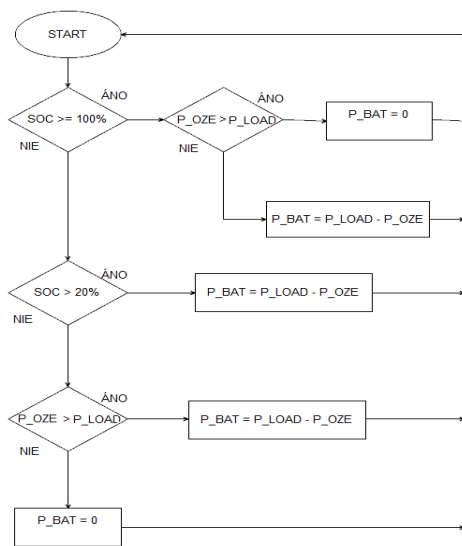 START
ÁNO
ÁNO
SOC >= 100%
P_OZE > P_LOAD
P_BAT = 0
NIE
NIE
P_BAT = P_LOAD - P_OZE
ÁNO
SOC > 20%
P_BAT = P_LOAD - P_OZE
NIE
ÁNO
P_OZE > P_LOAD
P_BAT = P_LOAD - P_OZE
NIE
P_BAT = 0